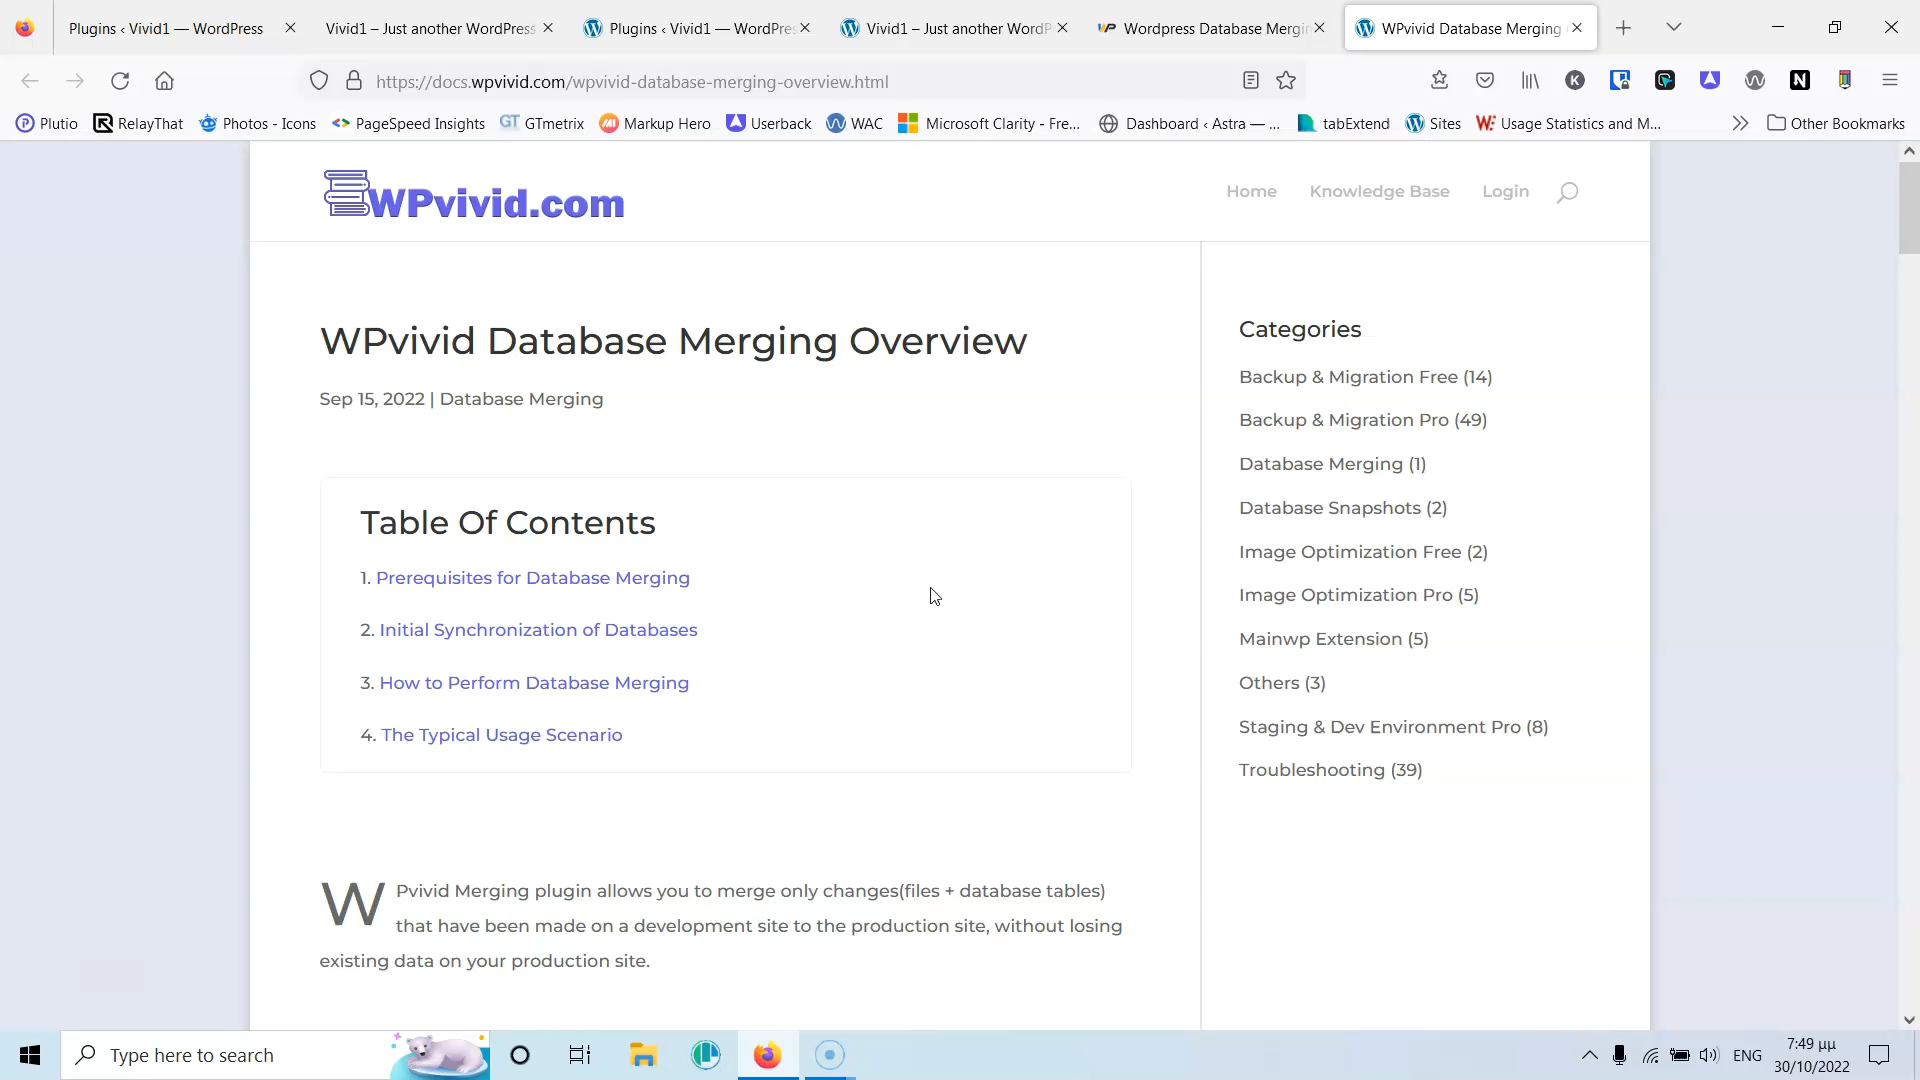 Plugins ‹ Vivid1 — WordPress
Vivid1 – Just another WordPress
Plugins ‹ Vivid1 — WordPres
Vivid1 – Just another WordP
Wordpress Database Mergin
WPvivid Database Merging
https://docs.wpvivid.com/wpvivid-database-merging-overview.html
Plutio
RelayThat
Photos - Icons
PageSpeed Insights
GT GTmetrix
Markup Hero
Userback
WAC
Microsoft Clarity - Fre...
Dashboard ‹ Astra — ...
tabExtend
Sites
Usage Statistics and M...
Other Bookmarks
WPvivid.com
Home
Knowledge Base
Login
WPvivid Database Merging Overview
Sep 15, 2022 | Database Merging
Table Of Contents
1. Prerequisites for Database Merging
2. Initial Synchronization of Databases
3. How to Perform Database Merging
4. The Typical Usage Scenario
WPvivid Merging plugin allows you to merge only changes(files + database tables)
that have been made on a development site to the production site, without losing
existing data on your production site.
Categories
Backup & Migration Free (14)
Backup & Migration Pro (49)
Database Merging (1)
Database Snapshots (2)
Image Optimization Free (2)
Image Optimization Pro (5)
Mainwp Extension (5)
Others (3)
Staging & Dev Environment Pro (8)
Troubleshooting (39)
Type here to search
ENG
7:49 μμ
30/10/2022